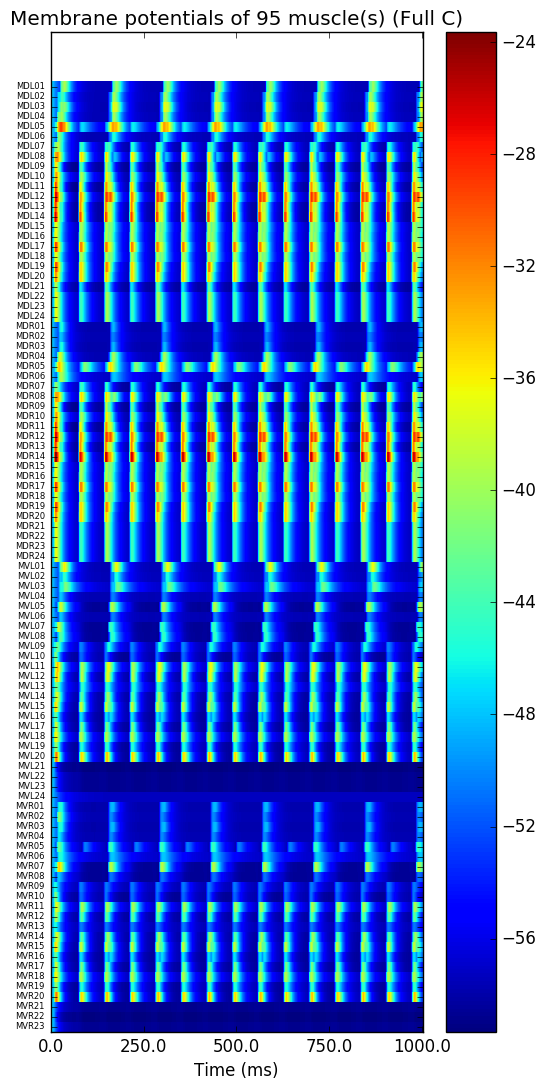 Membrane potentials of 95 muscle(s) (Full C)
MDL01
MDL02
MDL03
MDL04
MDL05
MDL06
MDL07
MDL08
MDL09
MDL10
MDL11
MDL12
MDL13
MDL14
MDL15
MDL16
MDL17
MDL18
MDL19
MDL20
MDL21
MDL22
MDL23
MDL24
MDR01
MDR02
MDR03
MDR04
MDR05
MDR06
MDR07
MDR08
MDR09
MDR10
MDR11
MDR12
MDR13
MDR14
MDR15
MDR16
MDR17
MDR18
MDR19
MDR20
MDR21
MDR22
MDR23
MDR24
MVL01
MVL02
MVL03
MVL04
MVL05
MVL06
MVL07
MVL08
MVL09
MVL10
MVL11
MVL12
MVL13
MVL14
MVL15
MVL16
MVL17
MVL18
MVL19
MVL20
MVL21
MVL22
MVL23
MVL24
MVR01
MVR02
MVR03
MVR04
MVR05
MVR06
MVR07
MVR08
MVR09
MVR10
MVR11
MVR12
MVR13
MVR14
MVR15
MVR16
MVR17
MVR18
MVR19
MVR20
MVR21
MVR22
MVR23
0.0 250.0 500.0 750.0 1000.0
Time (ms)
−24
−28
−32
−36
−40
−44
−48
−52
−56